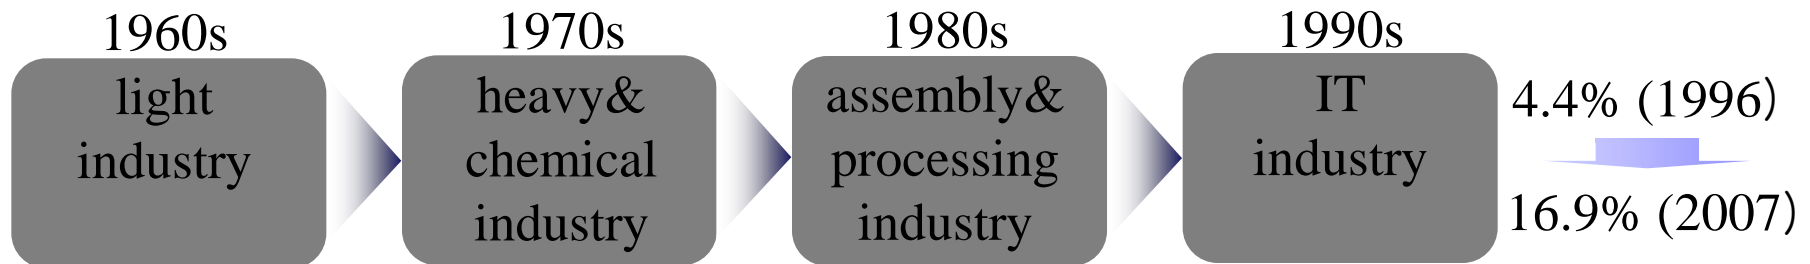 1960s
light
industry
1970s
heavy&
chemical
industry
1980s
assembly&
processing
industry
1990s
IT
industry
4.4% (1996)
16.9% (2007)